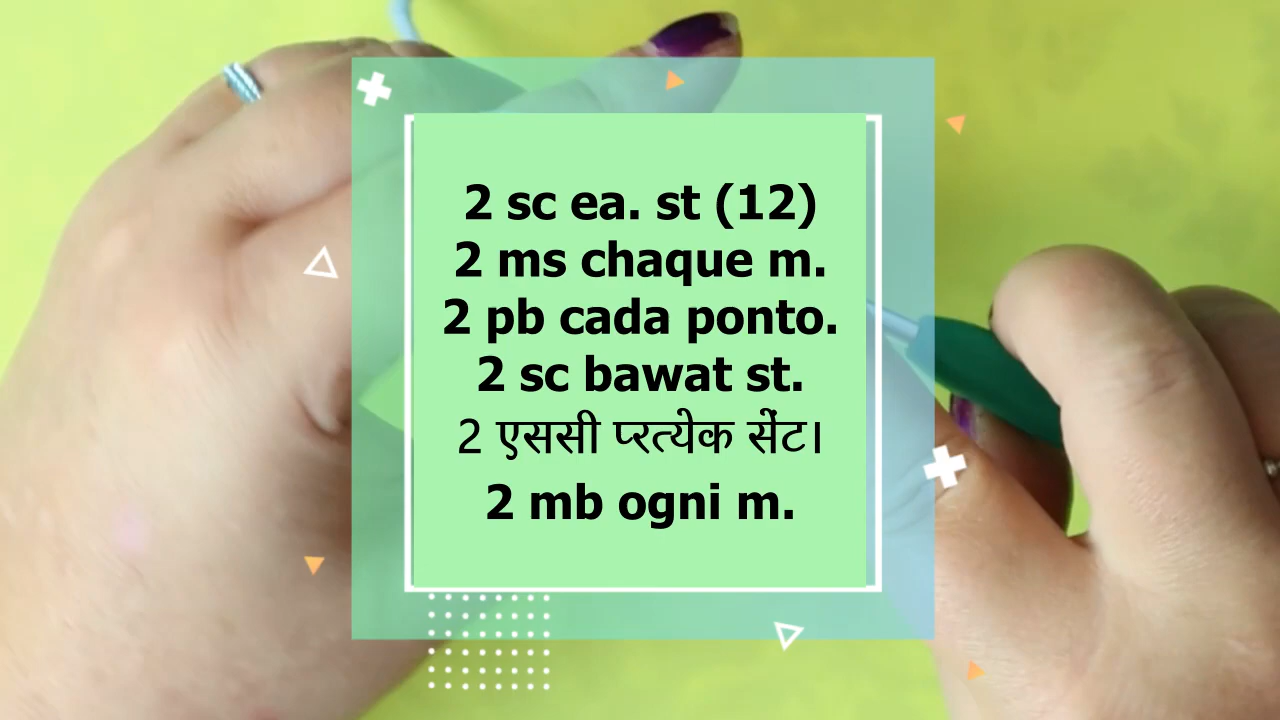 2 sc ea. st (12)
2 ms chaque m.
2 pb cada ponto.
2 sc bawat st.
2 एससी प्रत्येक सेंट।
2 mb ogni m.